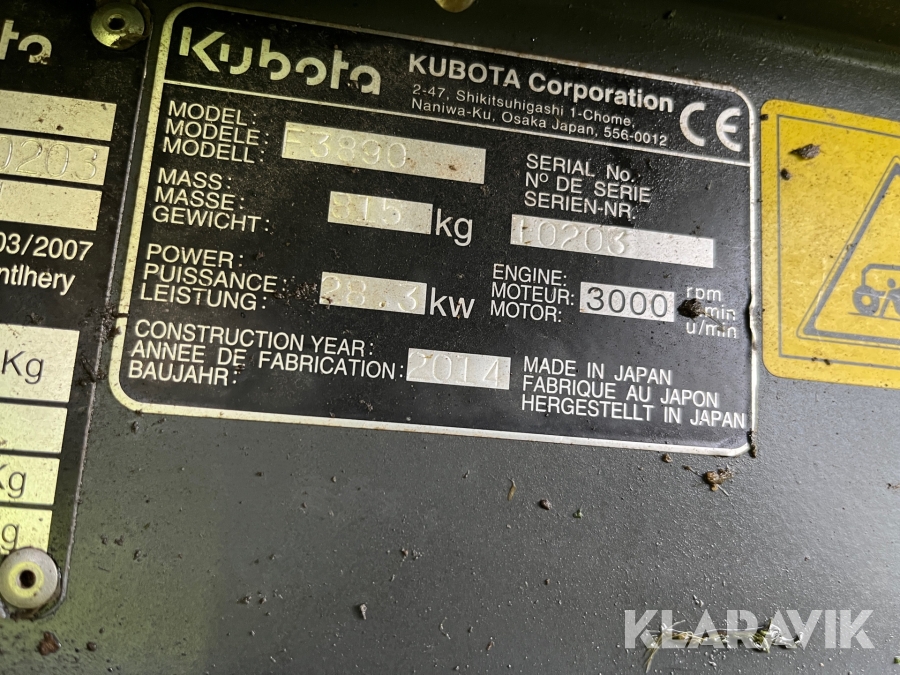 Kubota
KUBOTA Corporation
2-47, Shikitsuhigashi 1-Chome,
Naniwa-Ku, Osaka Japan, 556-0012
CE
MODEL:
MODELE:
MODELL:
F3890
MASS:
MASSE:
GEWICHT:
815 kg
SERIAL No.
Nº DE SERIE
SERIEN-NR.
10203
POWER:
PUISSANCE:
LEISTUNG:
28.3 kw
ENGINE:
MOTEUR:
MOTOR:
3000
rpm
u/min
CONSTRUCTION YEAR:
ANNEE DE FABRICATION:
BAUJAHR:
2014
MADE IN JAPAN
FABRIQUE AU JAPON
HERGESTELLT IN JAPAN
ta
0203
03/2007
ntlhery
Kg
Kg
g
KLARAVIK